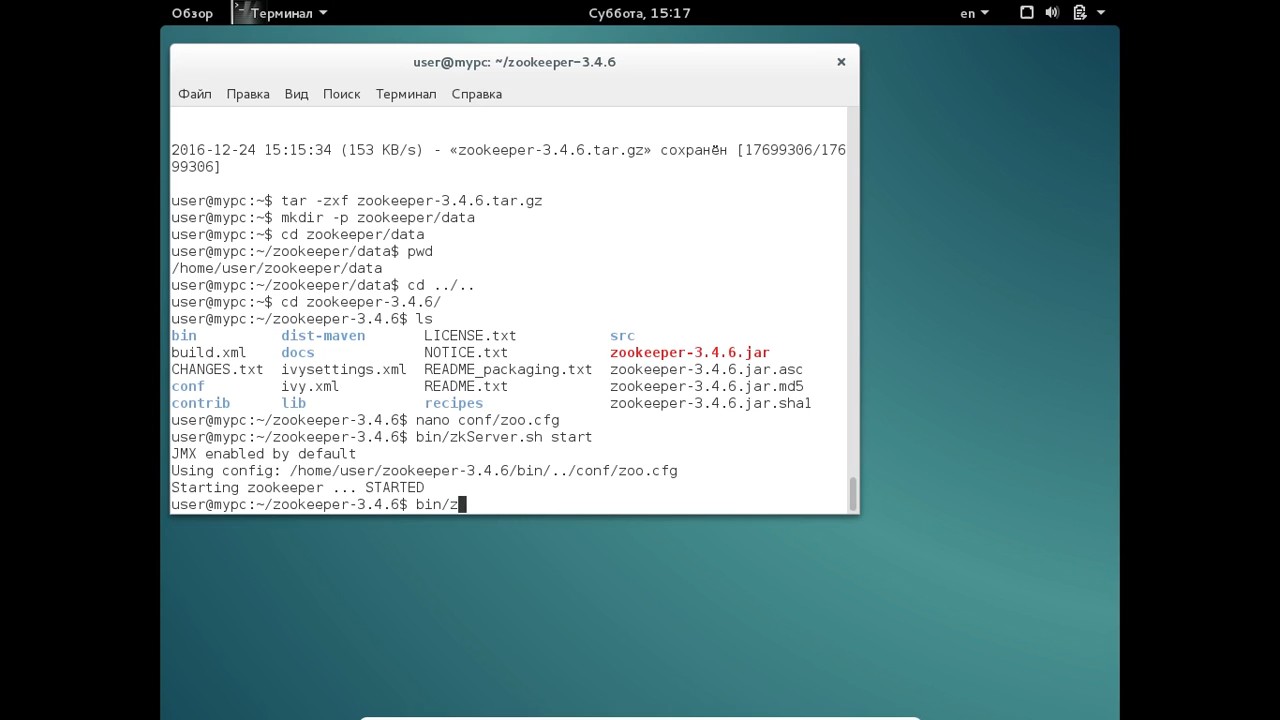 Обзор Терминал Суббота, 15:17 en
user@mypc: ~/zookeeper-3.4.6 ×
Файл Правка Вид Поиск Терминал Справка
2016-12-24 15:15:34 (153 KB/s) - «zookeeper-3.4.6.tar.gz» сохранён [17699306/176
99306]
user@mypc:~$ tar -zxf zookeeper-3.4.6.tar.gz
user@mypc:~$ mkdir -p zookeeper/data
user@mypc:~$ cd zookeeper/data
user@mypc:~/zookeeper/data$ pwd
/home/user/zookeeper/data
user@mypc:~/zookeeper/data$ cd ../..
user@mypc:~$ cd zookeeper-3.4.6/
user@mypc:~/zookeeper-3.4.6$ ls
bin dist-maven LICENSE.txt src
build.xml docs NOTICE.txt zookeeper-3.4.6.jar
CHANGES.txt ivysettings.xml README_packaging.txt zookeeper-3.4.6.jar.asc
conf ivy.xml README.txt zookeeper-3.4.6.jar.md5
contrib lib recipes zookeeper-3.4.6.jar.sha1
user@mypc:~/zookeeper-3.4.6$ nano conf/zoo.cfg
user@mypc:~/zookeeper-3.4.6$ bin/zkServer.sh start
JMX enabled by default
Using config: /home/user/zookeeper-3.4.6/bin/../conf/zoo.cfg
Starting zookeeper ... STARTED
user@mypc:~/zookeeper-3.4.6$ bin/z